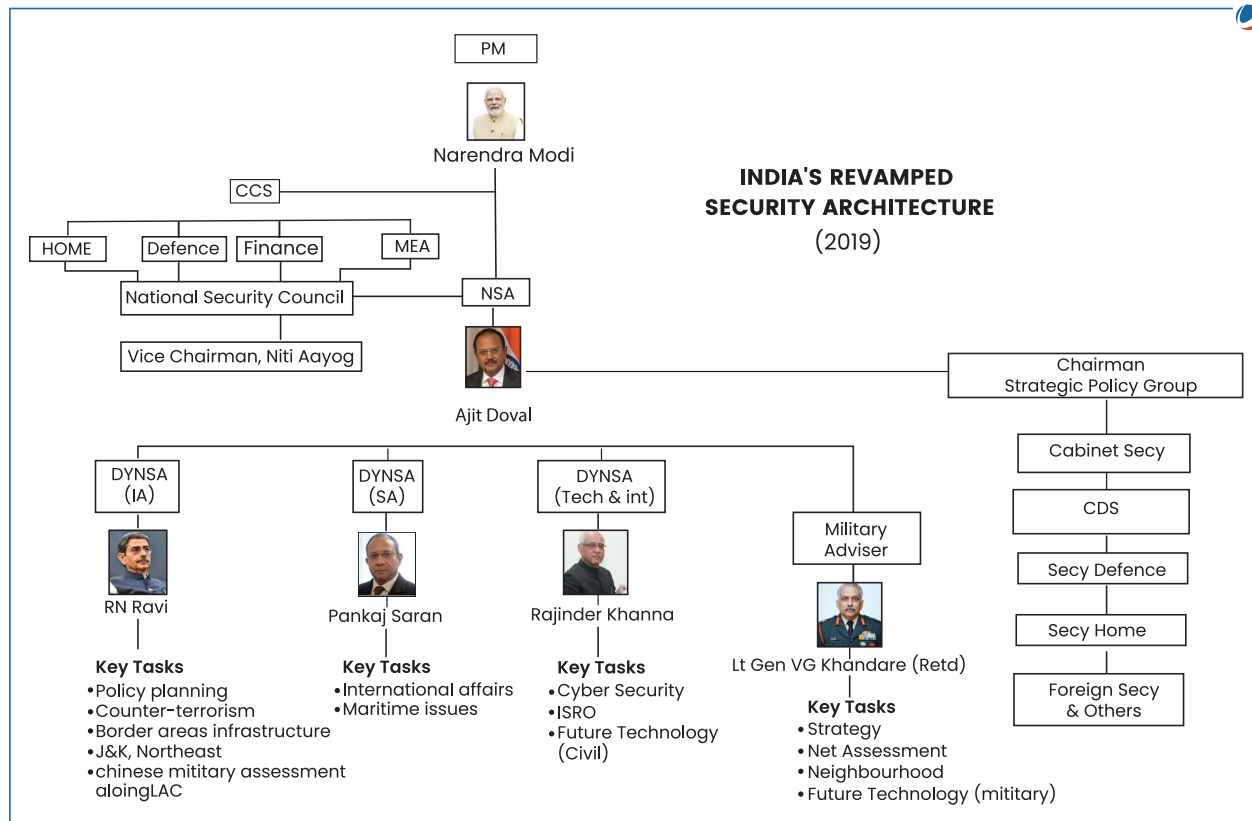 PM
Narendra Modi
INDIA'S REVAMPED
SECURITY ARCHITECTURE
(2019)
CCS
HOME
Defence
Finance
MEA
National Security Council
NSA
Vice Chairman, Niti Aayog
Ajit Doval
Chairman
Strategic Policy Group
Cabinet Secy
CDS
Secy Defence
Secy Home
Foreign Secy
& Others
DYNSA
(IA)
RN Ravi
Key Tasks
•Policy planning
•Counter-terrorism
•Border areas infrastructure
•J&K, Northeast
•chinese mititary assessment
aloingLAC
DYNSA
(SA)
Pankaj Saran
Key Tasks
•International affairs
•Maritime issues
DYNSA
(Tech & int)
Rajinder Khanna
Key Tasks
•Cyber Security
•ISRO
•Future Technology
(Civil)
Military
Adviser
Lt Gen VG Khandare (Retd)
Key Tasks
•Strategy
•Net Assessment
•Neighbourhood
•Future Technology (mititary)